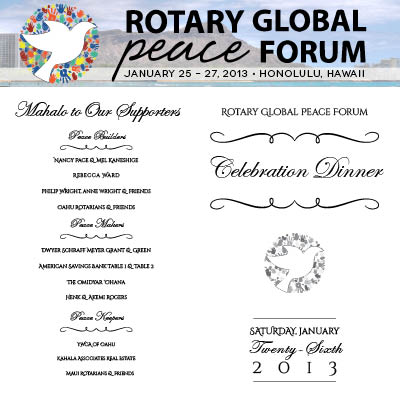 ROTARY GLOBAL
peace FORUM
JANUARY 25 – 27, 2013 • HONOLULU, HAWAII
Mahalo to Our Supporters
Peace Builders
Nancy Pace & Mel Kaneshige
Rebecca Ward
Philip Wright, Anne Wright & Friends
Oahu Rotarians & Friends
Peace Makers
Dwyer Schraff Meyer Grant & Green
American Savings Bank Table 1 & Table 2
The Omidyar 'Ohana
Henk & Akemi Rogers
Peace Keepers
YWCA of Oahu
Kahala Associates Real Estate
Maui Rotarians & Friends
Rotary Global Peace Forum
Celebration Dinner
Saturday, January
Twenty-Sixth
2013